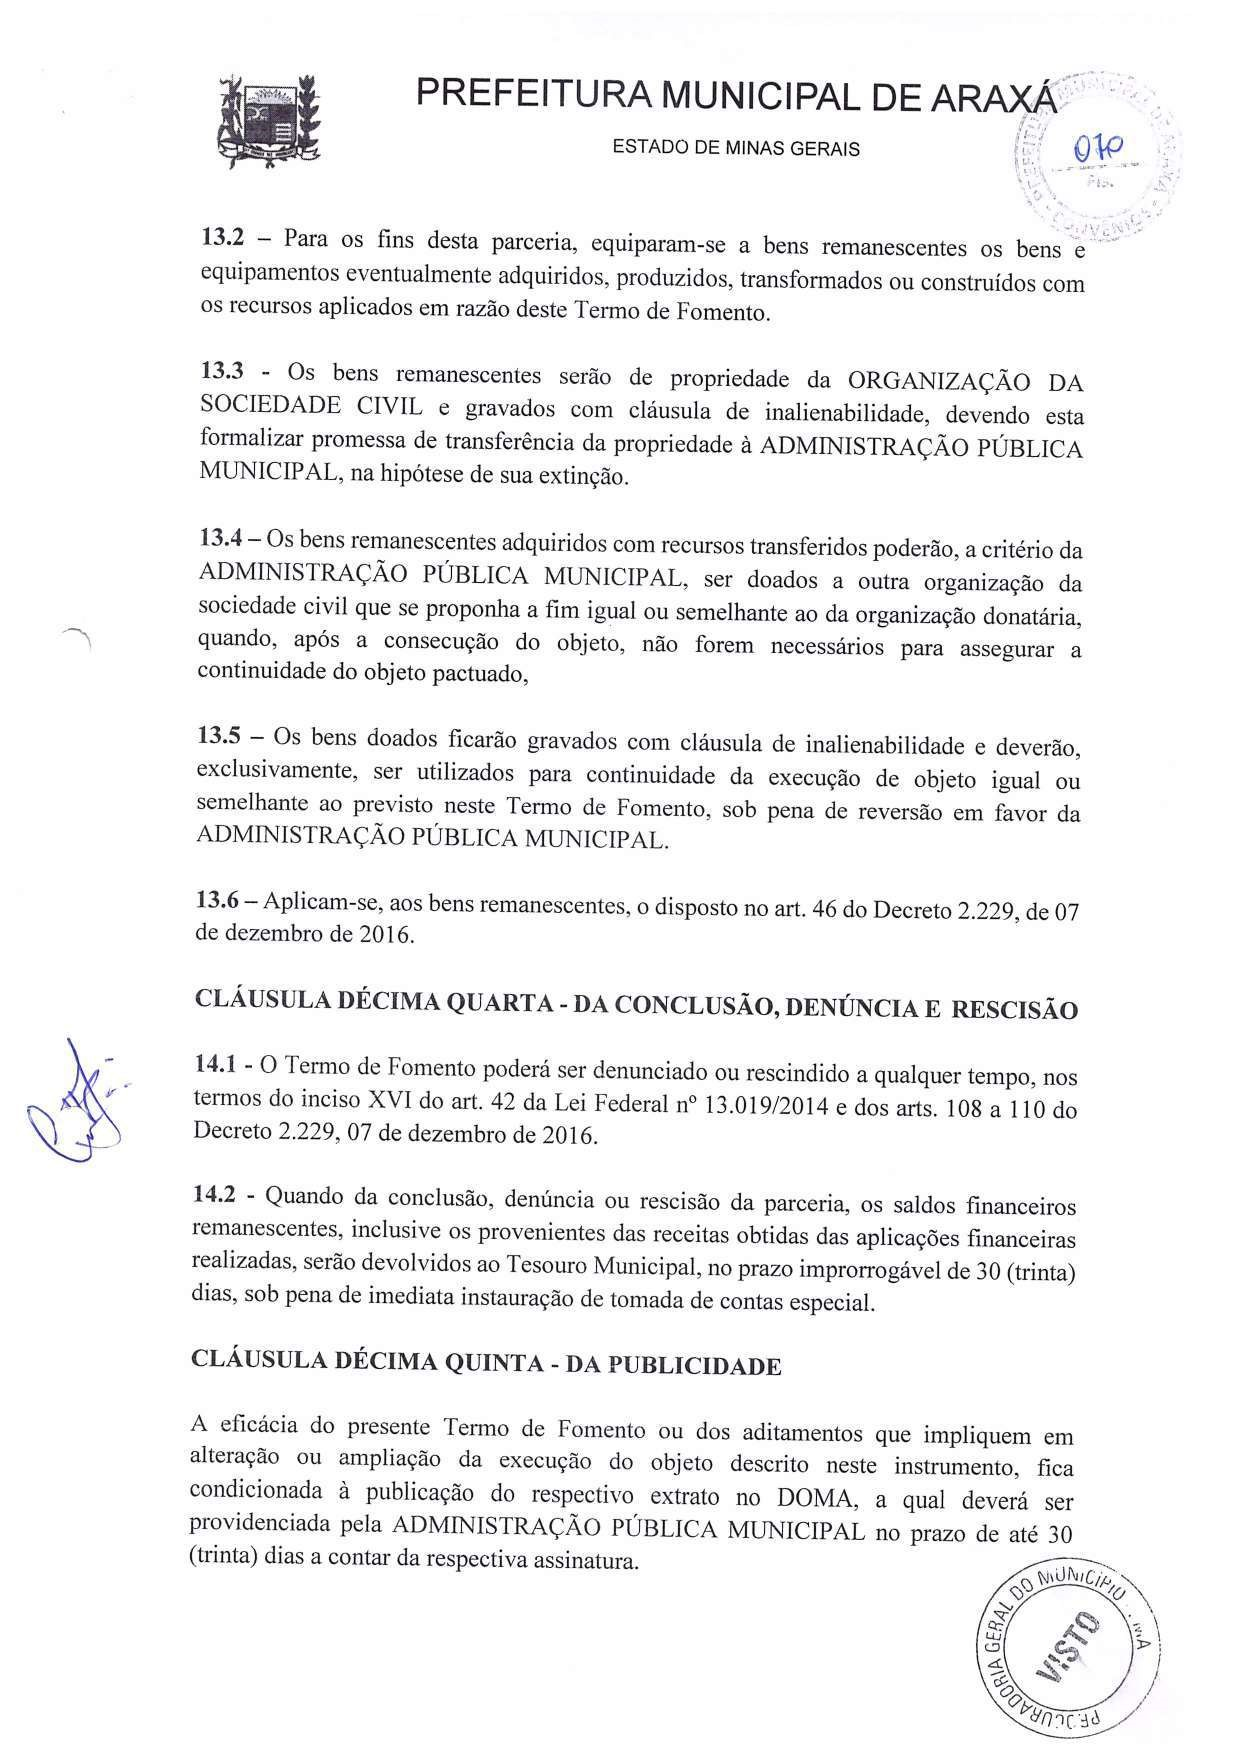 PREFEITURA MUNICIPAL DE ARAXÁ
ESTADO DE MINAS GERAIS
070
Fls.
13.2 – Para os fins desta parceria, equiparam-se a bens remanescentes os bens e
equipamentos eventualmente adquiridos, produzidos, transformados ou construídos com
os recursos aplicados em razão deste Termo de Fomento.
13.3 - Os bens remanescentes serão de propriedade da ORGANIZAÇÃO DA
SOCIEDADE CIVIL e gravados com cláusula de inalienabilidade, devendo esta
formalizar promessa de transferência da propriedade à ADMINISTRAÇÃO PÚBLICA
MUNICIPAL, na hipótese de sua extinção.
13.4 – Os bens remanescentes adquiridos com recursos transferidos poderão, a critério da
ADMINISTRAÇÃO PÚBLICA MUNICIPAL, ser doados a outra organização da
sociedade civil que se proponha a fim igual ou semelhante ao da organização donatária,
quando, após a consecução do objeto, não forem necessários para assegurar a
continuidade do objeto pactuado,
13.5 – Os bens doados ficarão gravados com cláusula de inalienabilidade e deverão,
exclusivamente, ser utilizados para continuidade da execução de objeto igual ou
semelhante ao previsto neste Termo de Fomento, sob pena de reversão em favor da
ADMINISTRAÇÃO PÚBLICA MUNICIPAL.
13.6 – Aplicam-se, aos bens remanescentes, o disposto no art. 46 do Decreto 2.229, de 07
de dezembro de 2016.
CLÁUSULA DÉCIMA QUARTA - DA CONCLUSÃO, DENÚNCIA E RESCISÃO
14.1 - O Termo de Fomento poderá ser denunciado ou rescindido a qualquer tempo, nos
termos do inciso XVI do art. 42 da Lei Federal nº 13.019/2014 e dos arts. 108 a 110 do
Decreto 2.229, 07 de dezembro de 2016.
14.2 - Quando da conclusão, denúncia ou rescisão da parceria, os saldos financeiros
remanescentes, inclusive os provenientes das receitas obtidas das aplicações financeiras
realizadas, serão devolvidos ao Tesouro Municipal, no prazo improrrogável de 30 (trinta)
dias, sob pena de imediata instauração de tomada de contas especial.
CLÁUSULA DÉCIMA QUINTA - DA PUBLICIDADE
A eficácia do presente Termo de Fomento ou dos aditamentos que impliquem em
alteração ou ampliação da execução do objeto descrito neste instrumento, fica
condicionada à publicação do respectivo extrato no DOMA, a qual deverá ser
providenciada pela ADMINISTRAÇÃO PÚBLICA MUNICIPAL no prazo de até 30
(trinta) dias a contar da respectiva assinatura.
PROCURADORIA GERAL DO MUNICÍPIO
VISTO